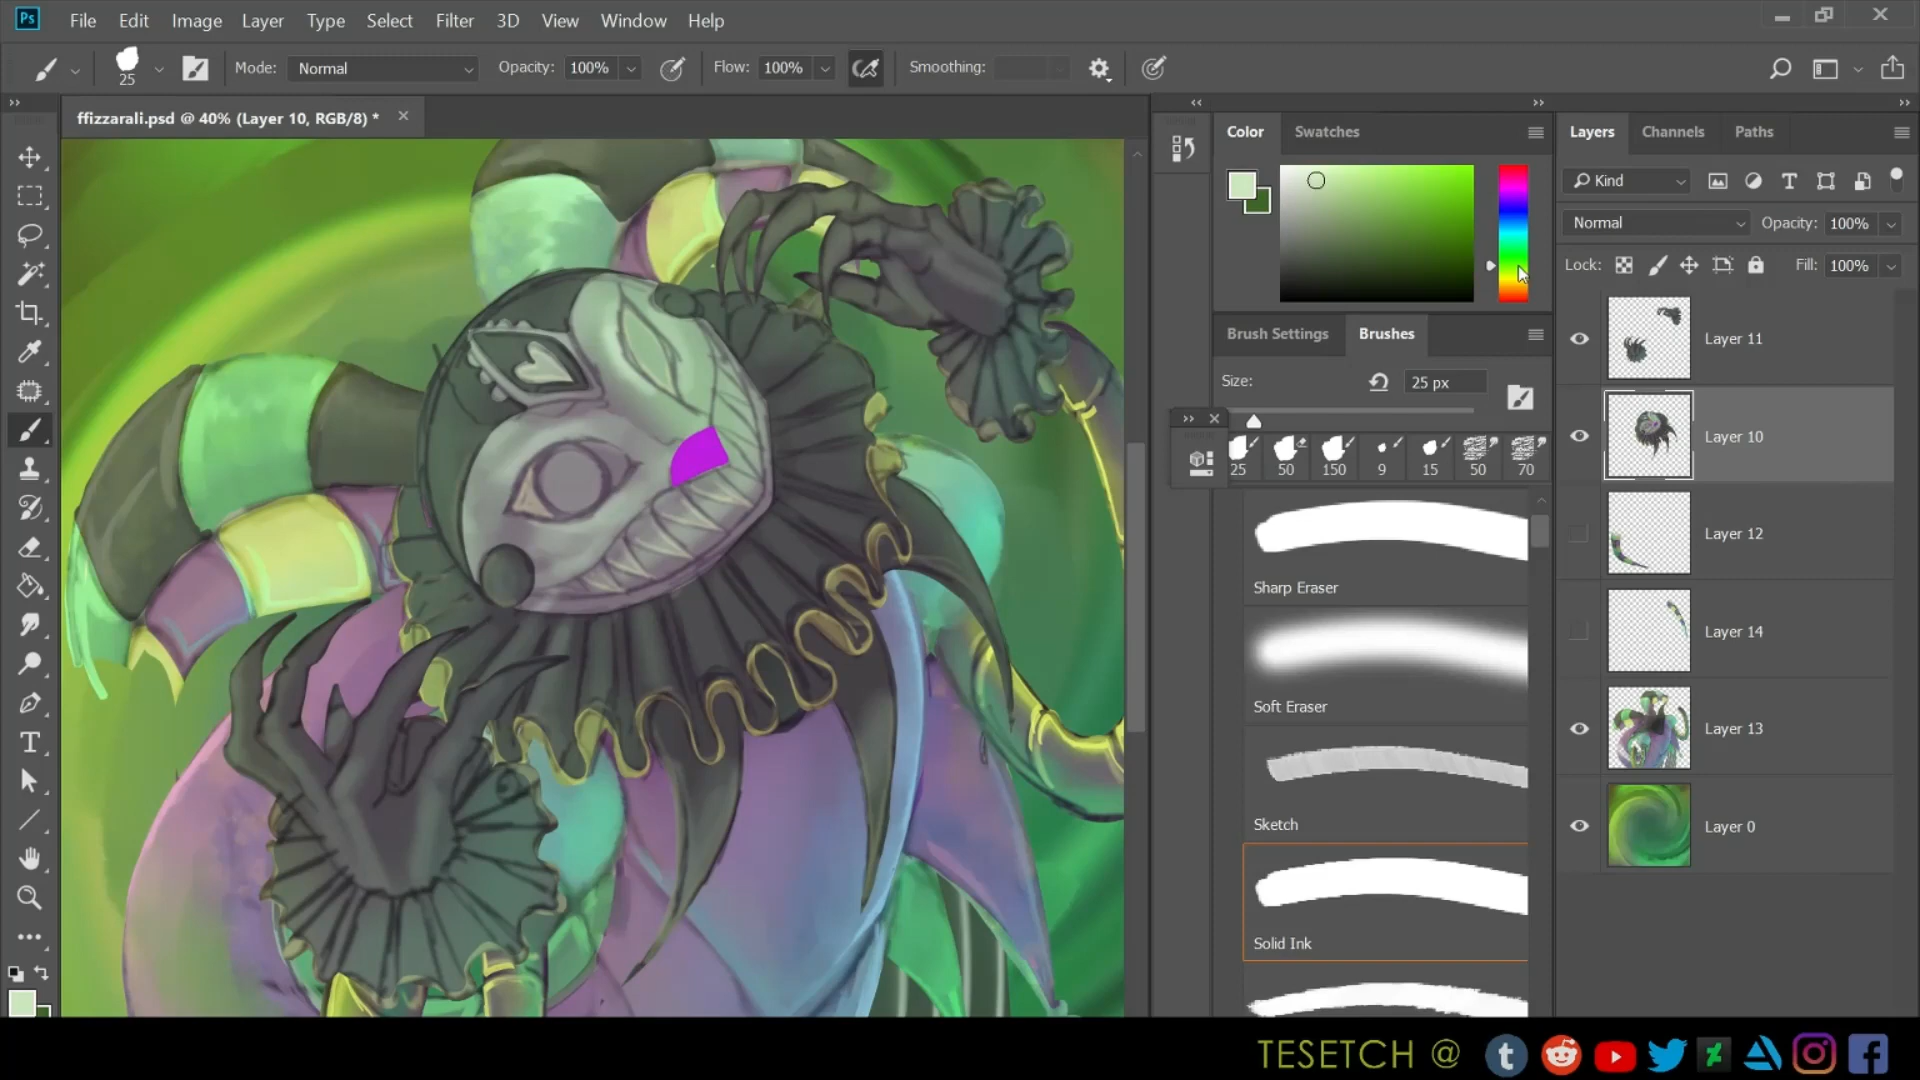 Ps File Edit Image Layer Type Select Filter 3D View Window Help
25 Mode: Normal Opacity: 100% Flow: 100% Smoothing:
ffizzarali.psd @ 40% (Layer 10, RGB/8) *
Color Swatches
Layers Channels Paths
Kind
Normal Opacity: 100%
Lock: Fill: 100%
Brush Settings Brushes
Size: 25 px
25 50 150 9 15 50 70
Sharp Eraser
Soft Eraser
Sketch
Solid Ink
Layer 11
Layer 10
Layer 12
Layer 14
Layer 13
Layer 0
TESETCH @